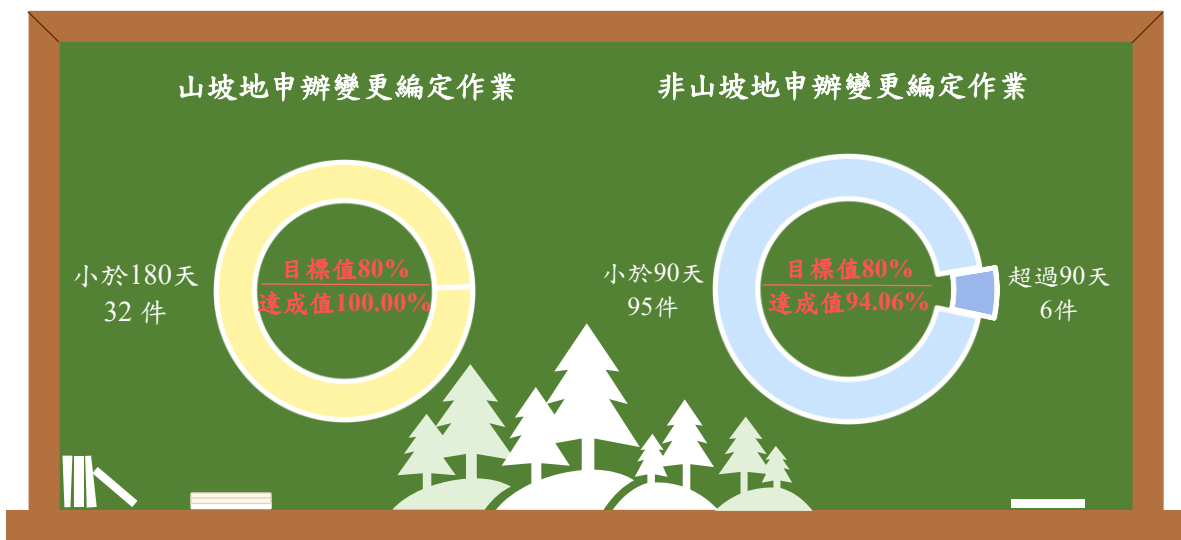 山坡地申辦變更編定作業
小於180天
32 件
目標值80%
達成值100.00%
非山坡地申辦變更編定作業
小於90天
95件
目標值80%
達成值94.06%
超過90天
6件